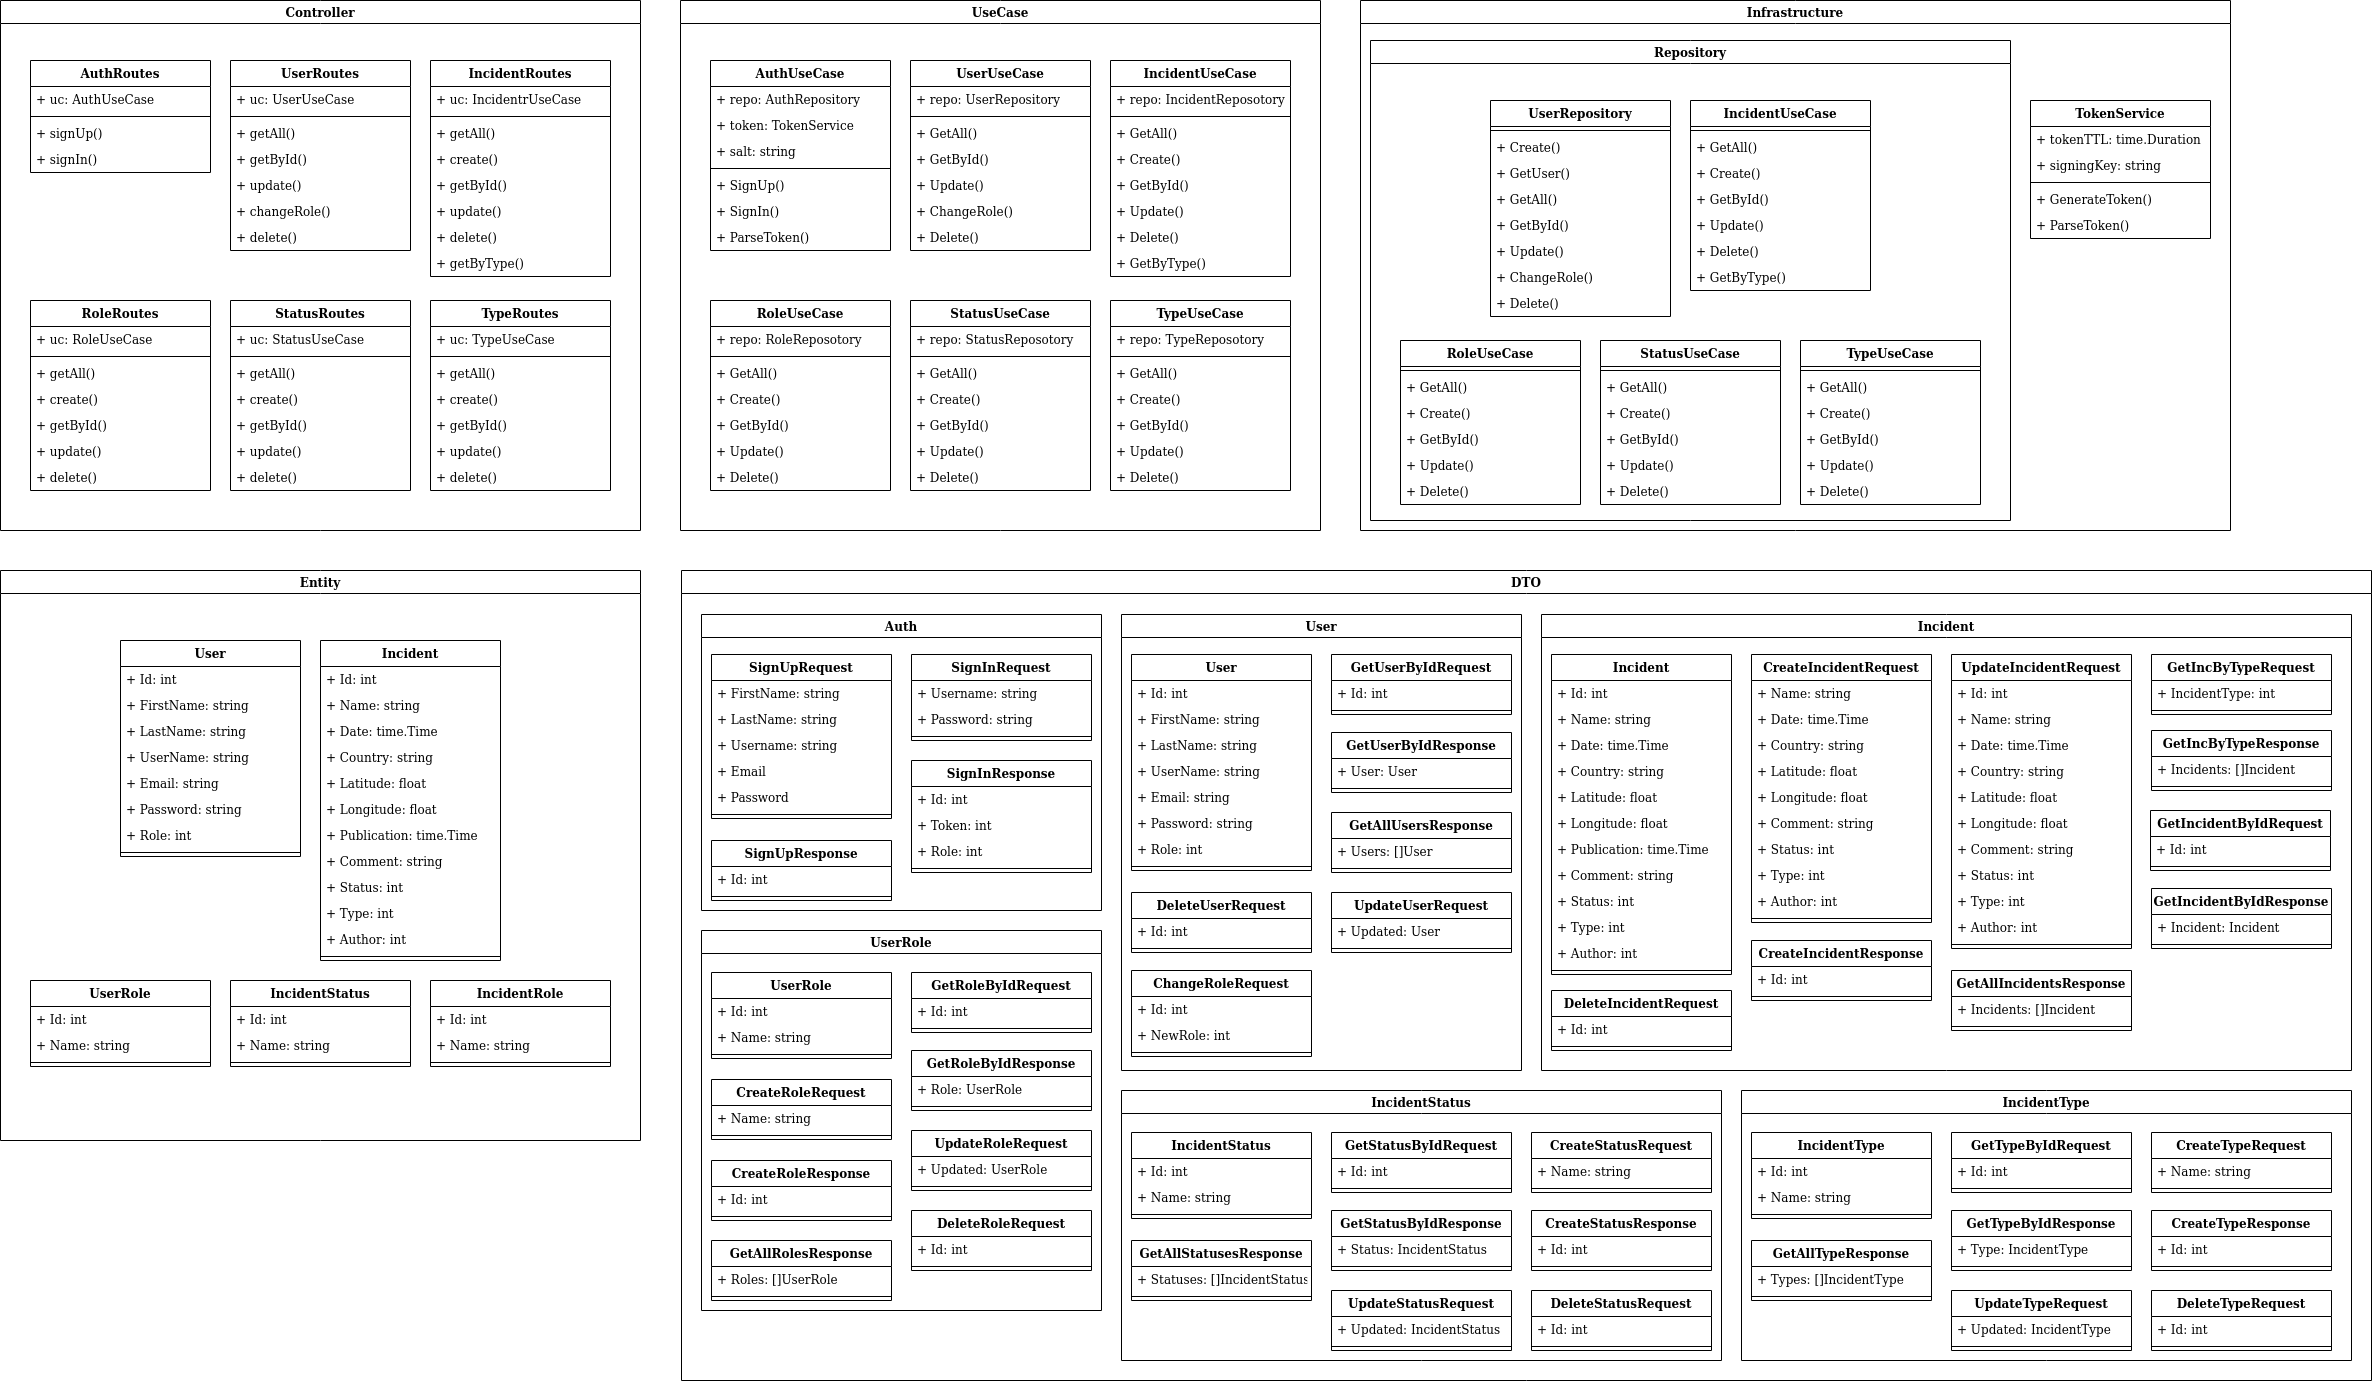 Controller
AuthRoutes
+ uc: AuthUseCase
+ signUp()
+ signIn()
UserRoutes
+ uc: UserUseCase
+ getAll()
+ getById()
+ update()
+ changeRole()
+ delete()
IncidentRoutes
+ uc: IncidentrUseCase
+ getAll()
+ create()
+ getById()
+ update()
+ delete()
+ getByType()
RoleRoutes
+ uc: RoleUseCase
+ getAll()
+ create()
+ getById()
+ update()
+ delete()
StatusRoutes
+ uc: StatusUseCase
+ getAll()
+ create()
+ getById()
+ update()
+ delete()
TypeRoutes
+ uc: TypeUseCase
+ getAll()
+ create()
+ getById()
+ update()
+ delete()
UseCase
AuthUseCase
+ repo: AuthRepository
+ token: TokenService
+ salt: string
+ SignUp()
+ SignIn()
+ ParseToken()
UserUseCase
+ repo: UserRepository
+ GetAll()
+ GetById()
+ Update()
+ ChangeRole()
+ Delete()
IncidentUseCase
+ repo: IncidentReposotory
+ GetAll()
+ Create()
+ GetById()
+ Update()
+ Delete()
+ GetByType()
RoleUseCase
+ repo: RoleReposotory
+ GetAll()
+ Create()
+ GetById()
+ Update()
+ Delete()
StatusUseCase
+ repo: StatusReposotory
+ GetAll()
+ Create()
+ GetById()
+ Update()
+ Delete()
TypeUseCase
+ repo: TypeReposotory
+ GetAll()
+ Create()
+ GetById()
+ Update()
+ Delete()
Infrastructure
Repository
UserRepository
+ Create()
+ GetUser()
+ GetAll()
+ GetById()
+ Update()
+ ChangeRole()
+ Delete()
IncidentUseCase
+ GetAll()
+ Create()
+ GetById()
+ Update()
+ Delete()
+ GetByType()
RoleUseCase
+ GetAll()
+ Create()
+ GetById()
+ Update()
+ Delete()
StatusUseCase
+ GetAll()
+ Create()
+ GetById()
+ Update()
+ Delete()
TypeUseCase
+ GetAll()
+ Create()
+ GetById()
+ Update()
+ Delete()
TokenService
+ tokenTTL: time.Duration
+ signingKey: string
+ GenerateToken()
+ ParseToken()
Entity
User
+ Id: int
+ FirstName: string
+ LastName: string
+ UserName: string
+ Email: string
+ Password: string
+ Role: int
Incident
+ Id: int
+ Name: string
+ Date: time.Time
+ Country: string
+ Latitude: float
+ Longitude: float
+ Publication: time.Time
+ Comment: string
+ Status: int
+ Type: int
+ Author: int
UserRole
+ Id: int
+ Name: string
IncidentStatus
+ Id: int
+ Name: string
IncidentRole
+ Id: int
+ Name: string
DTO
Auth
SignUpRequest
+ FirstName: string
+ LastName: string
+ Username: string
+ Email
+ Password
SignUpResponse
+ Id: int
SignInRequest
+ Username: string
+ Password: string
SignInResponse
+ Id: int
+ Token: int
+ Role: int
UserRole
UserRole
+ Id: int
+ Name: string
CreateRoleRequest
+ Name: string
CreateRoleResponse
+ Id: int
GetAllRolesResponse
+ Roles: []UserRole
GetRoleByIdRequest
+ Id: int
GetRoleByIdResponse
+ Role: UserRole
UpdateRoleRequest
+ Updated: UserRole
DeleteRoleRequest
+ Id: int
User
User
+ Id: int
+ FirstName: string
+ LastName: string
+ UserName: string
+ Email: string
+ Password: string
+ Role: int
DeleteUserRequest
+ Id: int
ChangeRoleRequest
+ Id: int
+ NewRole: int
GetUserByIdRequest
+ Id: int
GetUserByIdResponse
+ User: User
GetAllUsersResponse
+ Users: []User
UpdateUserRequest
+ Updated: User
Incident
Incident
+ Id: int
+ Name: string
+ Date: time.Time
+ Country: string
+ Latitude: float
+ Longitude: float
+ Publication: time.Time
+ Comment: string
+ Status: int
+ Type: int
+ Author: int
DeleteIncidentRequest
+ Id: int
CreateIncidentRequest
+ Name: string
+ Date: time.Time
+ Country: string
+ Latitude: float
+ Longitude: float
+ Comment: string
+ Status: int
+ Type: int
+ Author: int
CreateIncidentResponse
+ Id: int
UpdateIncidentRequest
+ Id: int
+ Name: string
+ Date: time.Time
+ Country: string
+ Latitude: float
+ Longitude: float
+ Comment: string
+ Status: int
+ Type: int
+ Author: int
GetAllIncidentsResponse
+ Incidents: []Incident
GetIncByTypeRequest
+ IncidentType: int
GetIncByTypeResponse
+ Incidents: []Incident
GetIncidentByIdRequest
+ Id: int
GetIncidentByIdResponse
+ Incident: Incident
IncidentStatus
IncidentStatus
+ Id: int
+ Name: string
GetAllStatusesResponse
+ Statuses: []IncidentStatus
GetStatusByIdRequest
+ Id: int
GetStatusByIdResponse
+ Status: IncidentStatus
UpdateStatusRequest
+ Updated: IncidentStatus
CreateStatusRequest
+ Name: string
CreateStatusResponse
+ Id: int
DeleteStatusRequest
+ Id: int
IncidentType
IncidentType
+ Id: int
+ Name: string
GetAllTypeResponse
+ Types: []IncidentType
GetTypeByIdRequest
+ Id: int
GetTypeByIdResponse
+ Type: IncidentType
UpdateTypeRequest
+ Updated: IncidentType
CreateTypeRequest
+ Name: string
CreateTypeResponse
+ Id: int
DeleteTypeRequest
+ Id: int